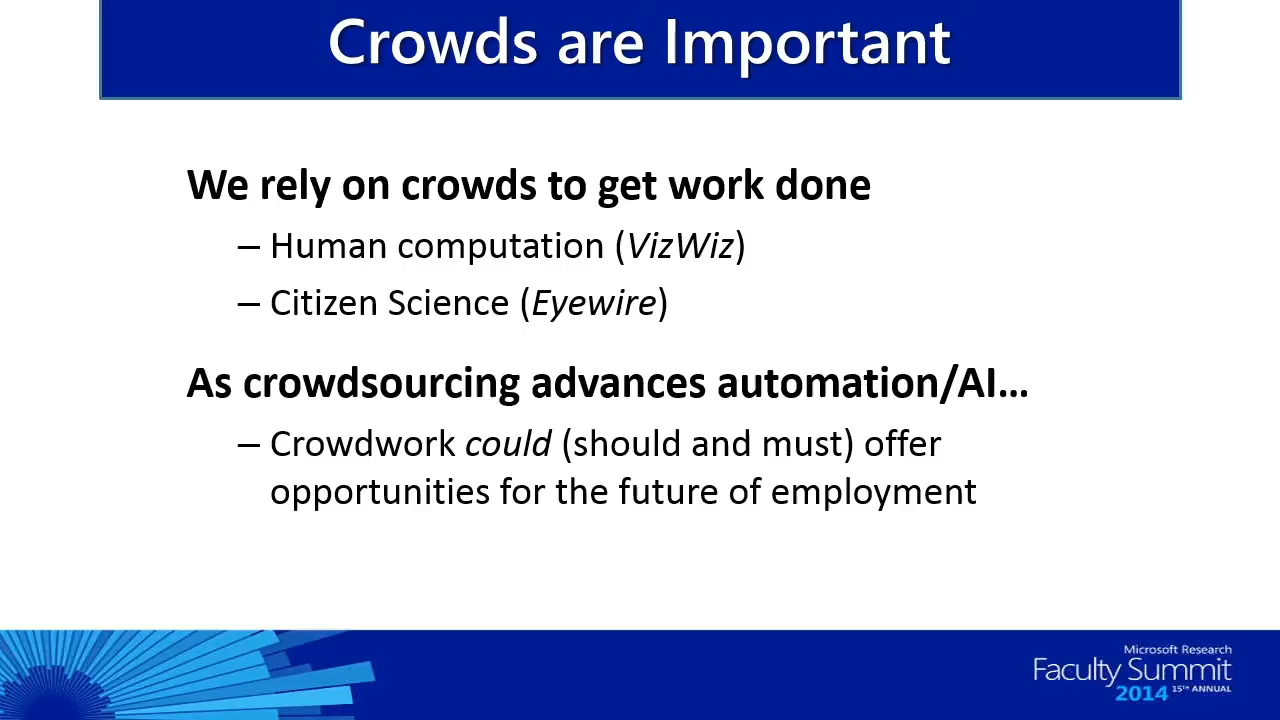 Crowds are Important
We rely on crowds to get work done
– Human computation (VizWiz)
– Citizen Science (Eyewire)
As crowdsourcing advances automation/AI...
– Crowdwork could (should and must) offer
opportunities for the future of employment
Microsoft Research
Faculty Summit
2014 15TH ANNUAL